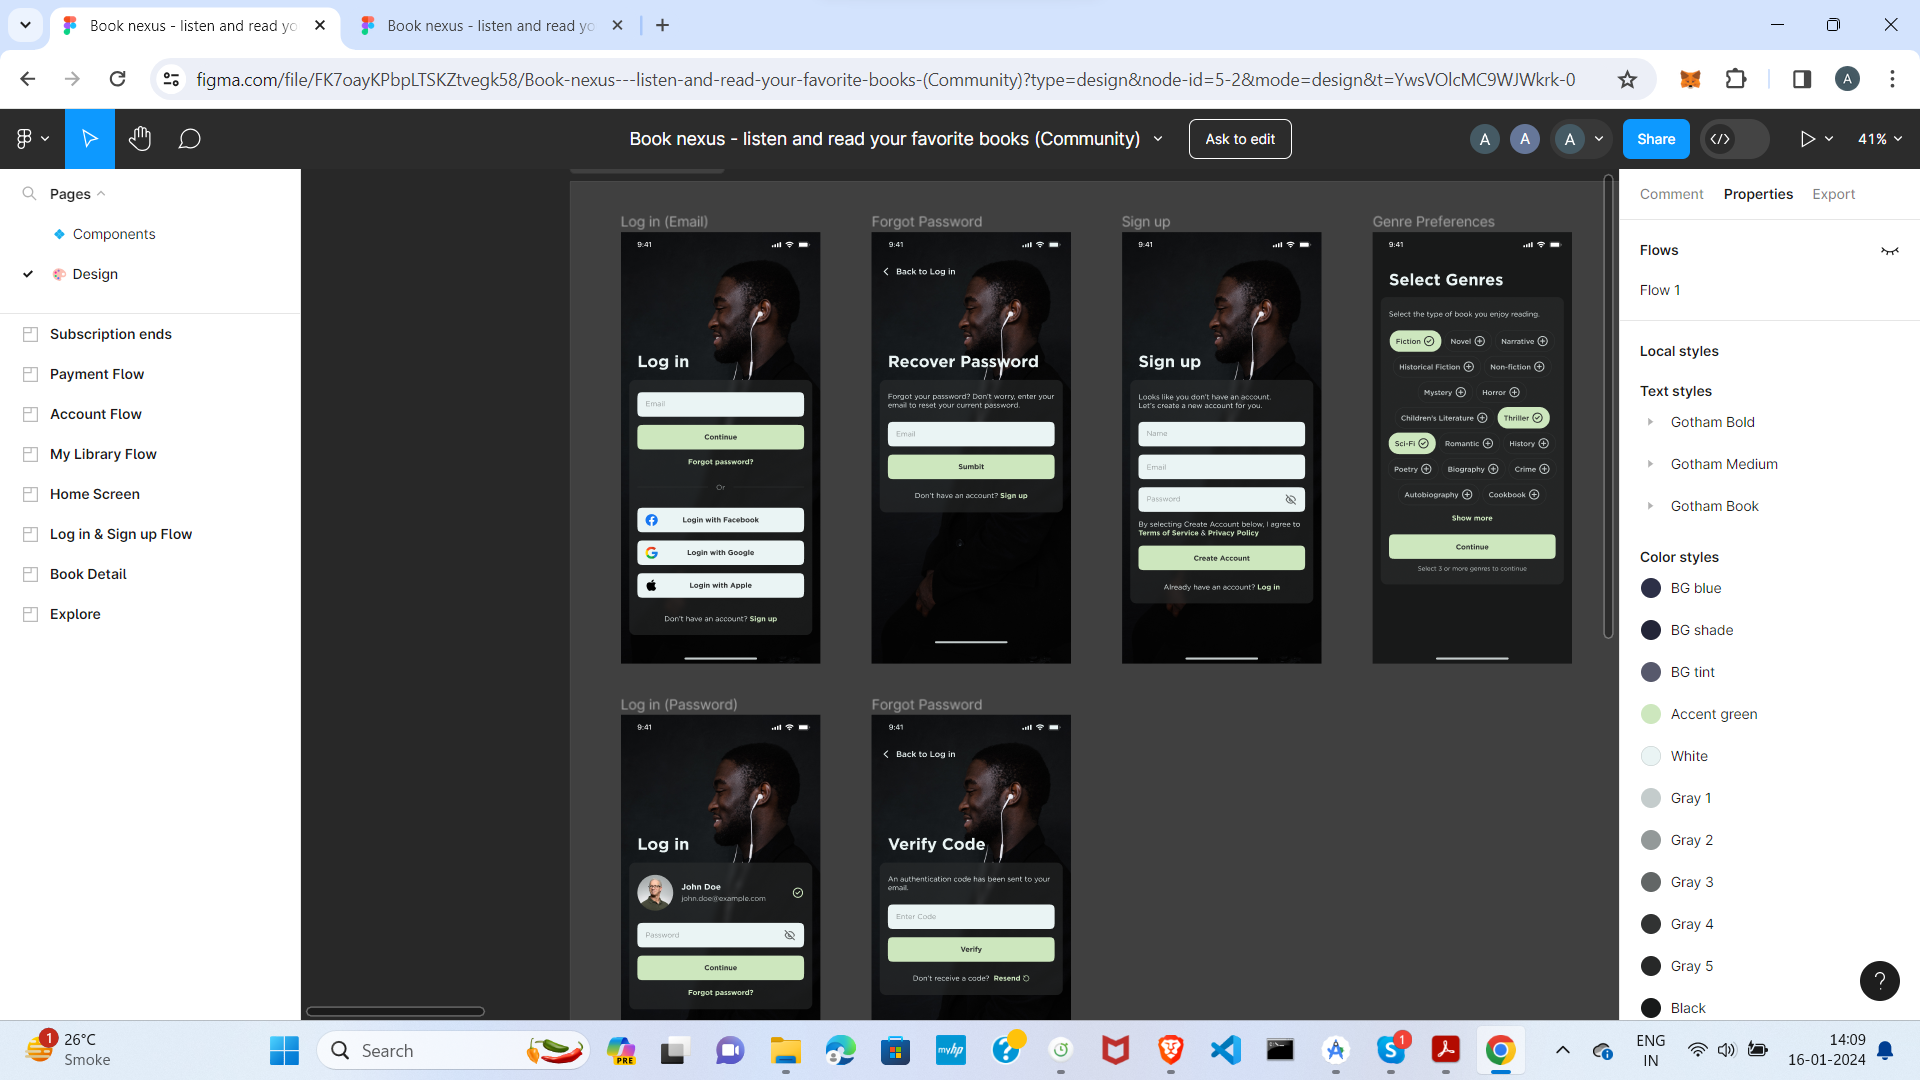 Book nexus - listen and read yo
Book nexus - listen and read yo
figma.com/file/FK7oayKPbpLTSKZtvegk58/Book-nexus---listen-and-read-your-favorite-books-(Community)?type=design&node-id=5-2&mode=design&t=YwsVOlcMC9WJWkrk-0
A
Book nexus - listen and read your favorite books (Community)
Ask to edit
A
A
A
Share
41%
Pages
Components
Design
Subscription ends
Payment Flow
Account Flow
My Library Flow
Home Screen
Log in & Sign up Flow
Book Detail
Explore
Log in (Email)
9:41
Log in
Email
Continue
Forgot password?
Or
Login with Facebook
Login with Google
Login with Apple
Don't have an account? Sign up
Forgot Password
9:41
Back to Log in
Recover Password
Forgot your password? Don't worry, enter your
email to reset your current password.
Email
Sumbit
Don't have an account? Sign up
Sign up
9:41
Sign up
Looks like you don't have an account.
Let's create a new account for you.
Name
Email
Password
By selecting Create Account below, I agree to
Terms of Service & Privacy Policy
Create Account
Already have an account? Log in
Genre Preferences
9:41
Select Genres
Select the type of book you enjoy reading.
Fiction Novel Narrative
Historical Fiction Non-fiction
Mystery Horror
Children's Literature Thriller
Sci-Fi Romantic History
Poetry Biography Crime
Autobiography Cookbook
Show more
Continue
Select 3 or more genres to continue
Log in (Password)
9:41
Log in
John Doe
john.doe@example.com
Password
Continue
Forgot password?
Forgot Password
9:41
Back to Log in
Verify Code
An authentication code has been sent to your
email.
Enter Code
Verify
Don't receive a code? Resend
Comment Properties Export
Flows
Flow 1
Local styles
Text styles
Gotham Bold
Gotham Medium
Gotham Book
Color styles
BG blue
BG shade
BG tint
Accent green
White
Gray 1
Gray 2
Gray 3
Gray 4
Gray 5
Black
?
1
26°C
Smoke
Search
PRE
myhp
1
ENG
IN
14:09
16-01-2024